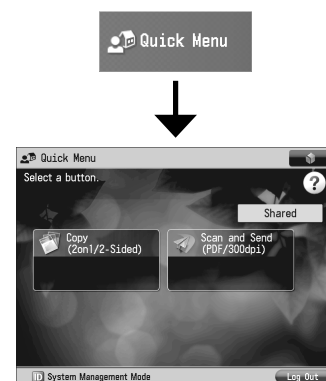 Quick Menu
Quick Menu
Select a button.
?
Shared
Copy
(2on1/2-Sided)
Scan and Send
(PDF/300dpi)
ID System Management Mode
Log Out